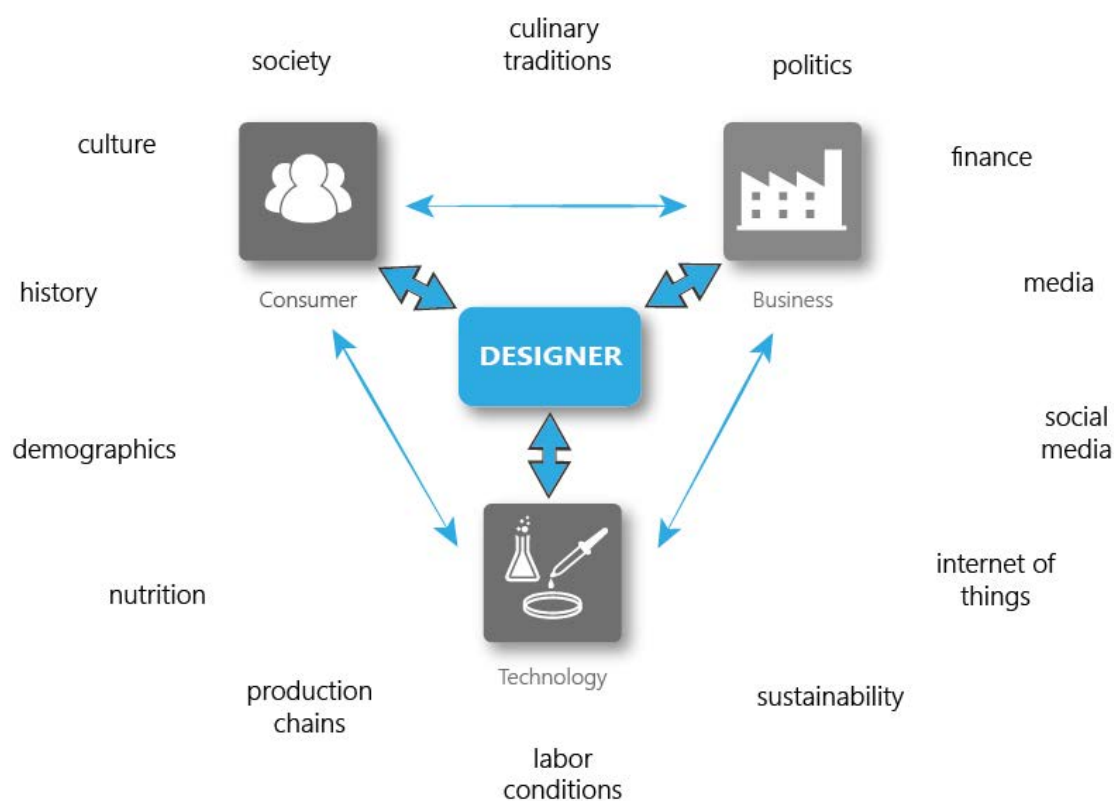 culinary
traditions
society
politics
culture
finance
history
Consumer
Business
media
DESIGNER
demographics
social
media
nutrition
internet of
things
Technology
production
chains
sustainability
labor
conditions